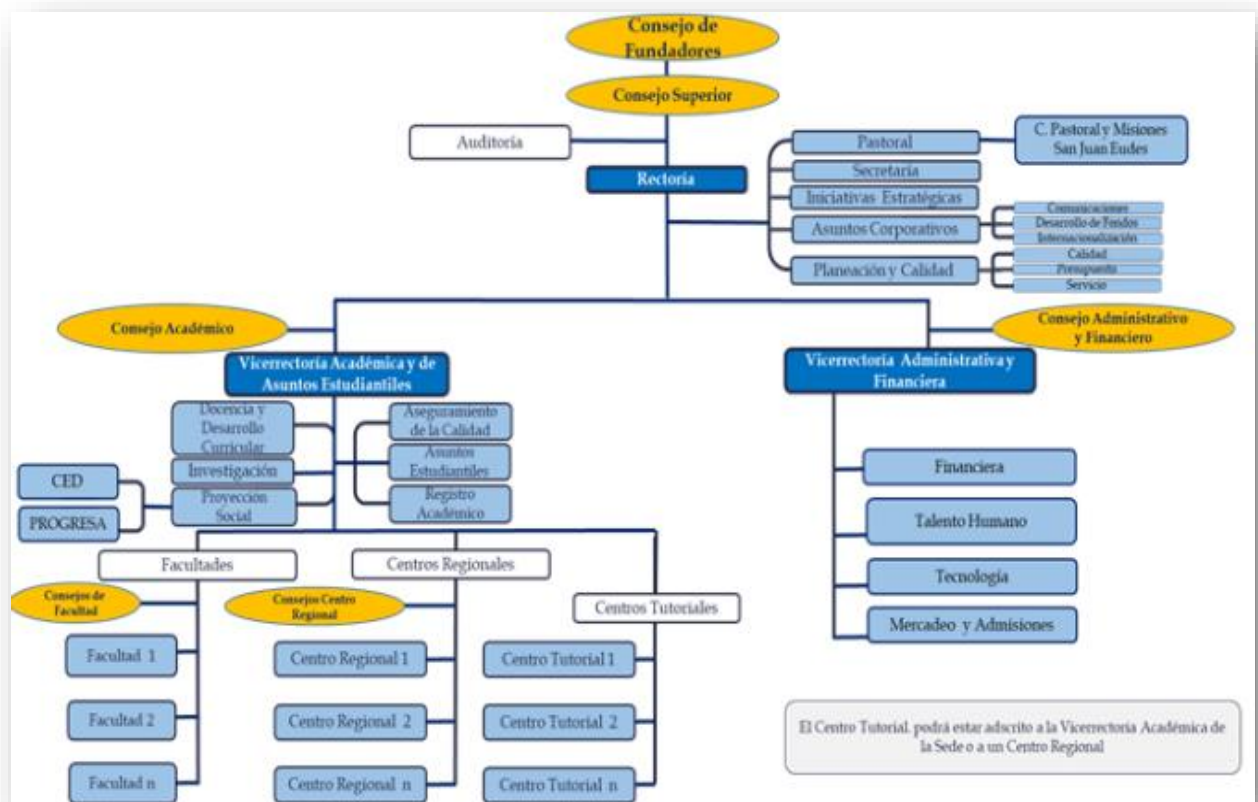 Consejo de
Fundadores
Consejo Superior
Auditoría
Rectoría
Pastoral
C. Pastoral y Misiones
San Juan Eudes
Secretaría
Iniciativas Estratégicas
Asuntos Corporativos
Comunicaciones
Desarrollo de Fondos
Internacionalización
Planeación y Calidad
Calidad
Presupuesto
Servicio
Consejo Académico
Consejo Administrativo
y Financiero
Vicerrectoría Académica y de
Asuntos Estudiantiles
Vicerrectoría Administrativa y
Financiera
Docencia y
Desarrollo
Curricular
Aseguramiento
de la Calidad
Investigación
Asuntos
Estudiantiles
Proyección
Social
Registro
Académico
CED
PROGRESA
Financiera
Talento Humano
Tecnología
Mercadeo y Admisiones
Facultades
Centros Regionales
Centros Tutoriales
Consejos de
Facultad
Consejos Centro
Regional
Facultad 1
Centro Regional 1
Centro Tutorial 1
Facultad 2
Centro Regional 2
Centro Tutorial 2
Facultad n
Centro Regional n
Centro Tutorial n
El Centro Tutorial, podrá estar adscrito a la Vicerrectoría Académica de
la Sede o a un Centro Regional